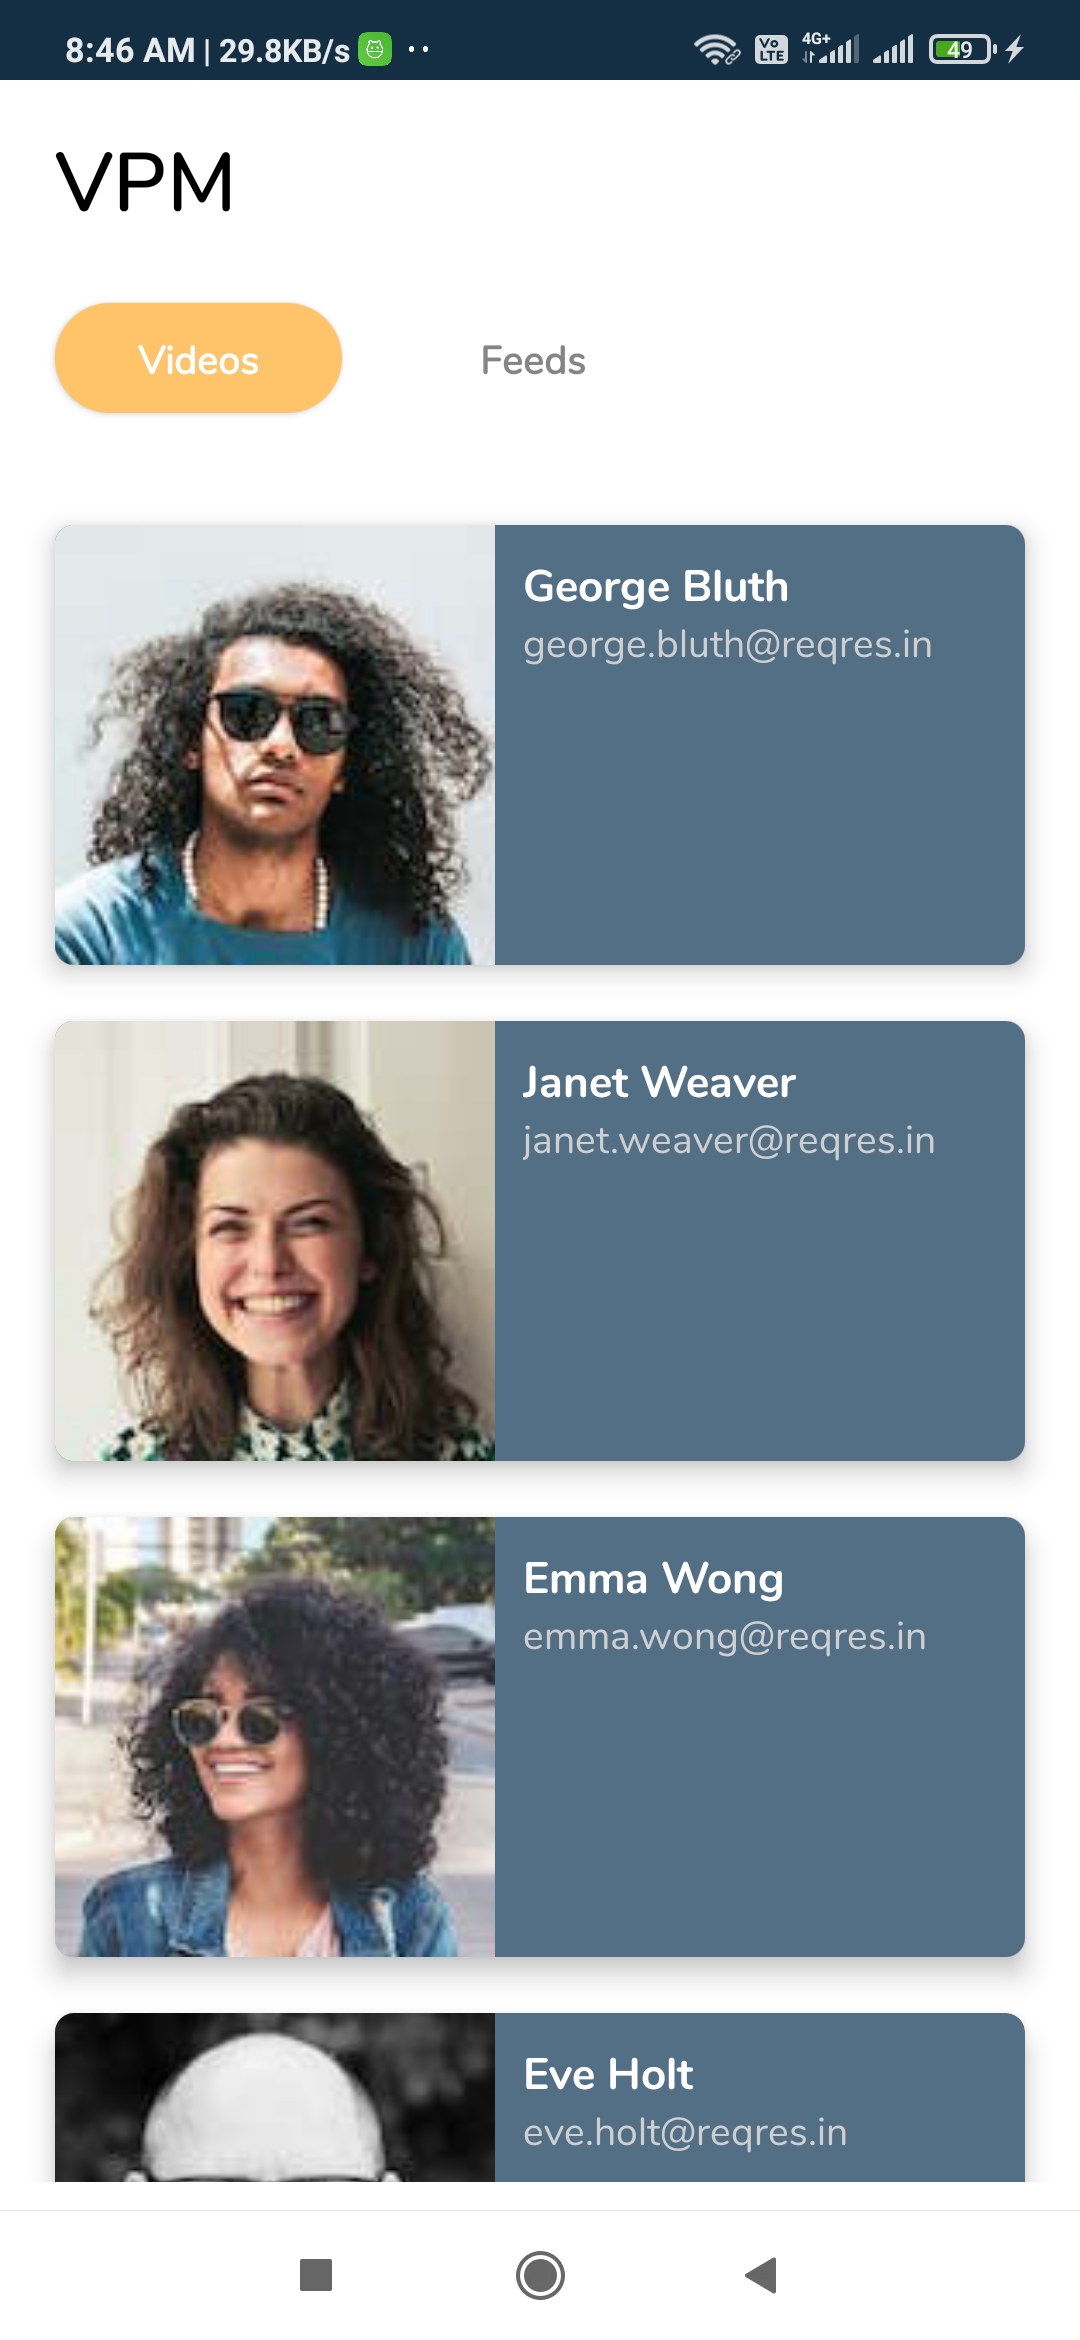 8:46 AM | 29.8KB/s
Vo LTE 4G+ 49
VPM
Videos Feeds
George Bluth
george.bluth@reqres.in
Janet Weaver
janet.weaver@reqres.in
Emma Wong
emma.wong@reqres.in
Eve Holt
eve.holt@reqres.in